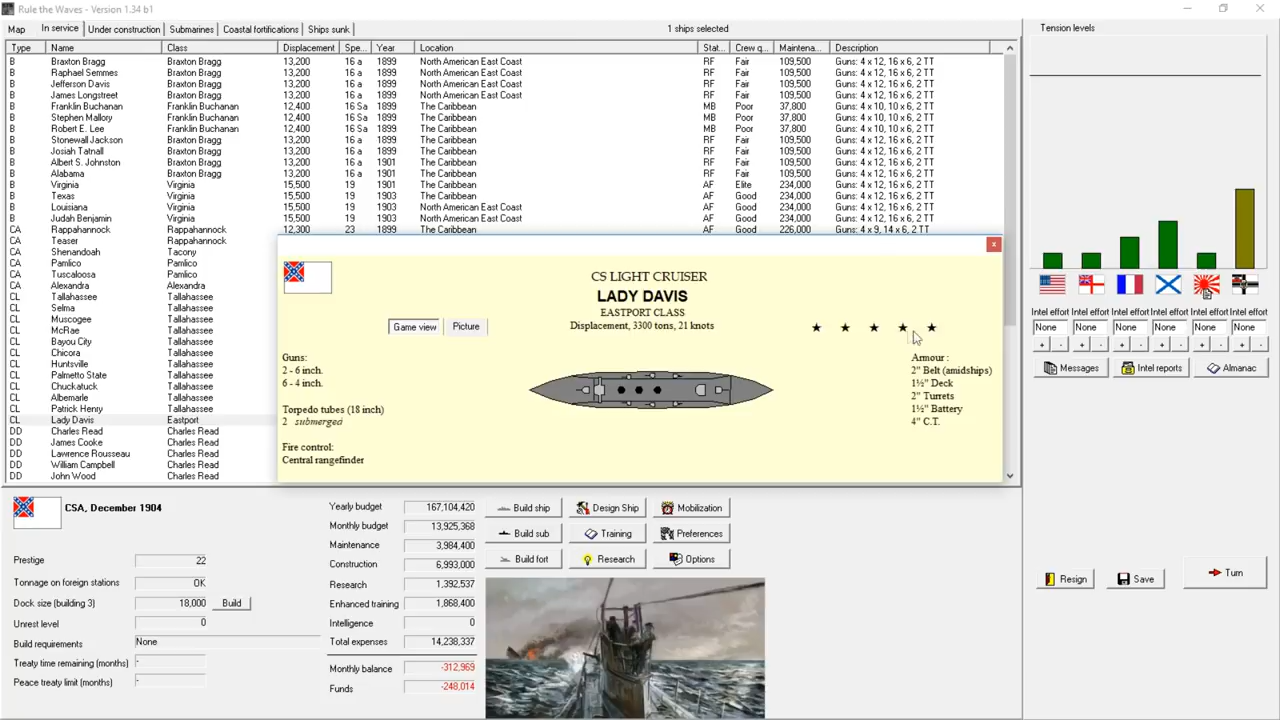 Rule the Waves - Version 1.34 b1
Map In service Under construction Submarines Coastal fortifications Ships sunk 1 ships selected Tension levels
Type Name Class Displacement Spe... Year Location Stat... Crew q... Maintena... Description
B Braxton Bragg Braxton Bragg 13,200 16 a 1899 North American East Coast RF Fair 109,500 Guns: 4 x 12, 16 x 6, 2 TT
B Raphael Semmes Braxton Bragg 13,200 16 a 1899 North American East Coast RF Fair 109,500 Guns: 4 x 12, 16 x 6, 2 TT
B Jefferson Davis Braxton Bragg 13,200 16 a 1899 North American East Coast RF Fair 109,500 Guns: 4 x 12, 16 x 6, 2 TT
B James Longstreet Braxton Bragg 13,200 16 a 1899 North American East Coast RF Fair 109,500 Guns: 4 x 12, 16 x 6, 2 TT
B Franklin Buchanan Franklin Buchanan 12,400 16 Sa 1899 The Caribbean MB Poor 37,800 Guns: 4 x 10, 10 x 6, 2 TT
B Stephen Mallory Franklin Buchanan 12,400 16 Sa 1899 The Caribbean MB Poor 37,800 Guns: 4 x 10, 10 x 6, 2 TT
B Robert E. Lee Franklin Buchanan 12,400 16 Sa 1899 The Caribbean MB Poor 37,800 Guns: 4 x 10, 10 x 6, 2 TT
B Stonewall Jackson Braxton Bragg 13,200 16 a 1899 The Caribbean RF Fair 109,500 Guns: 4 x 12, 16 x 6, 2 TT
B Josiah Tatnall Braxton Bragg 13,200 16 a 1899 The Caribbean RF Fair 109,500 Guns: 4 x 12, 16 x 6, 2 TT
B Albert S. Johnston Braxton Bragg 13,200 16 a 1901 The Caribbean RF Fair 109,500 Guns: 4 x 12, 16 x 6, 2 TT
B Alabama Braxton Bragg 13,200 16 a 1901 The Caribbean RF Fair 109,500 Guns: 4 x 12, 16 x 6, 2 TT
B Virginia Virginia 15,500 19 1901 The Caribbean AF Elite 234,000 Guns: 4 x 12, 16 x 6, 2 TT
B Texas Virginia 15,500 19 1903 The Caribbean AF Good 234,000 Guns: 4 x 12, 16 x 6, 2 TT
B Louisiana Virginia 15,500 19 1903 North American East Coast AF Good 234,000 Guns: 4 x 12, 16 x 6, 2 TT
B Judah Benjamin Virginia 15,500 19 1903 North American East Coast AF Good 234,000 Guns: 4 x 12, 16 x 6, 2 TT
CA Rappahannock Rappahannock 12,300 23 1899 The Caribbean AF Good 226,000 Guns: 4 x 9, 14 x 6, 2 TT
CA Teaser Rappahannock
CA Shenandoah Tacony
CA Pamlico Pamlico
CA Tuscaloosa Pamlico
CA Alexandra Alexandra
CL Tallahassee Tallahassee
CL Selma Tallahassee
CL Muscogee Tallahassee
CL McRae Tallahassee
CL Bayou City Tallahassee
CL Chicora Tallahassee
CL Huntsville Tallahassee
CL Palmetto State Tallahassee
CL Chuckatuck Tallahassee
CL Albemarle Tallahassee
CL Patrick Henry Tallahassee
CL Lady Davis Eastport
DD Charles Read Charles Read
DD James Cooke Charles Read
DD Lawrence Rousseau Charles Read
DD William Campbell Charles Read
DD John Wood Charles Read
x
CS LIGHT CRUISER
LADY DAVIS
EASTPORT CLASS
Displacement, 3300 tons, 21 knots
Game view Picture
Guns:
2 - 6 inch.
6 - 4 inch.
Torpedo tubes (18 inch)
2 submerged
Fire control:
Central rangefinder
Armour :
2" Belt (amidships)
1½" Deck
2" Turrets
1½" Battery
4" C.T.
Intel effort Intel effort Intel effort Intel effort Intel effort Intel effort
None None None None None None
+ - + - + - + - + - + -
Messages Intel reports Almanac
CSA, December 1904
Prestige 22
Tonnage on foreign stations OK
Dock size (building 3) 18,000 Build
Unrest level 0
Build requirements None
Treaty time remaining (months) -
Peace treaty limit (months) -
Yearly budget 167,104,420
Monthly budget 13,925,368
Maintenance 3,984,400
Construction 6,993,000
Research 1,392,537
Enhanced training 1,868,400
Intelligence 0
Total expenses 14,238,337
Monthly balance -312,969
Funds -248,014
Build ship Design Ship Mobilization
Build sub Training Preferences
Build fort Research Options
Resign Save Turn